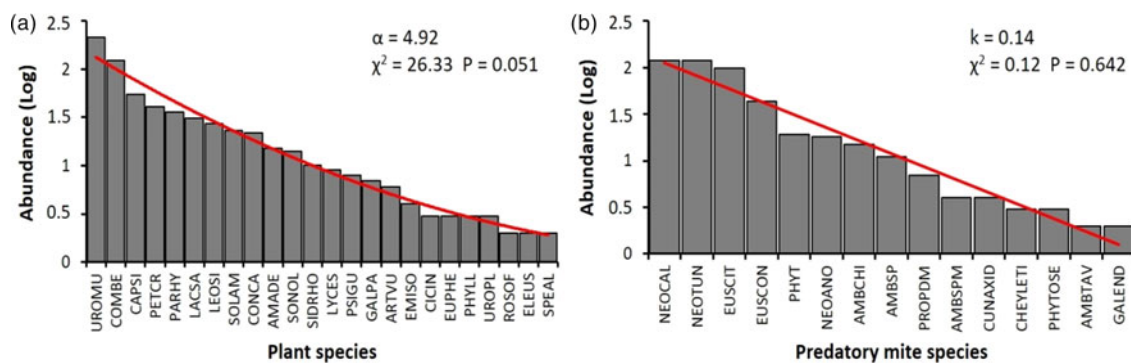 (a)
α = 4.92
χ² = 26.33 P = 0.051
Abundance (Log)
2.5
2
1.5
1
0.5
0
UROMU
COMBE
CAPSI
PETCR
PARHY
LACSA
LEOSI
SOLAM
CONCA
AMADE
SONOL
SIDRHO
LYCES
PSIGU
GALPA
ARTVU
EMISO
CICIN
EUPHE
PHYLL
UROPL
ROSOF
ELEUS
SPEAL
Plant species
(b)
k = 0.14
χ² = 0.12 P = 0.642
Abundance (Log)
2.5
2
1.5
1
0.5
0
NEOCAL
NEOTUN
EUSCIT
EUSCON
PHYT
NEOANO
AMBCHI
AMBSP
PROPDM
AMBSPM
CUNAXID
CHEYLETI
PHYTOSE
AMBTAV
GALEND
Predatory mite species